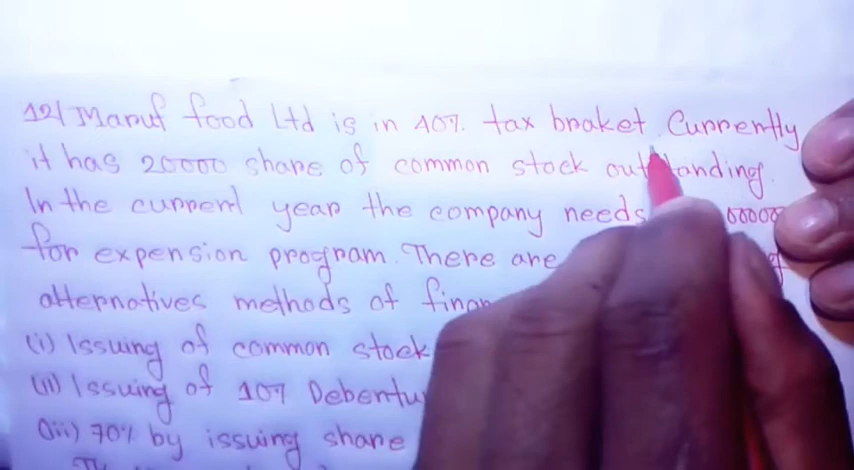 12/ Maruf food Ltd is in 40% tax braket. Currently
it has 20000 share of common stock outstanding.
In the current year the company needs
for expension program. There are
alternatives methods of
(i) Issuing of common stock
(ii) Issuing of 10%
(iii) 70% by issuing share